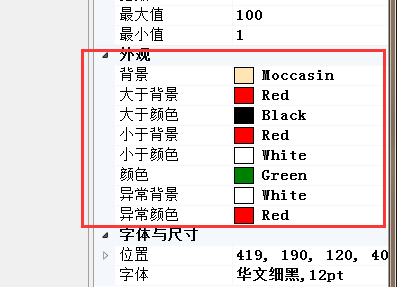 最大值 100
最小值 1
外观
背景 Moccasin
大于背景 Red
大于颜色 Black
小于背景 Red
小于颜色 White
颜色 Green
异常背景 White
异常颜色 Red
字体与尺寸
位置 419, 190, 120, 40
字体 华文细黑,12pt